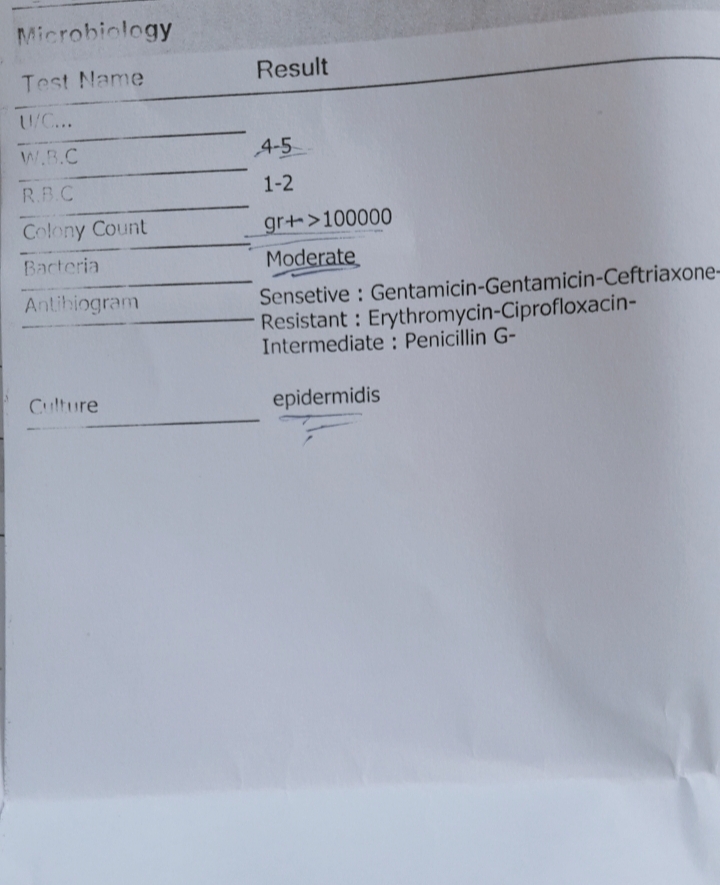 Microbiology
Test Name Result
U/C...
W.B.C 4-5
R.B.C 1-2
Colony Count gr+->100000
Bacteria Moderate
Antibiogram Sensetive : Gentamicin-Gentamicin-Ceftriaxone-
Resistant : Erythromycin-Ciprofloxacin-
Intermediate : Penicillin G-
Culture epidermidis